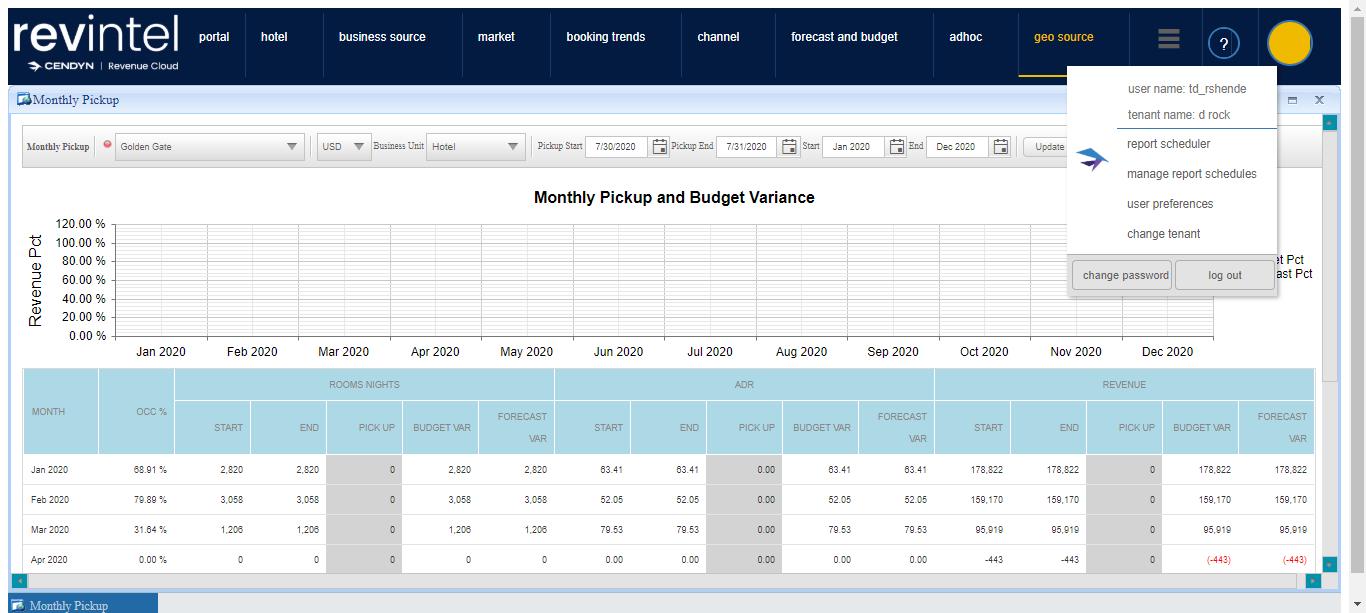 revintel
CENDYN | Revenue Cloud
portal hotel business source market booking trends channel forecast and budget adhoc geo source ?
Monthly Pickup
user name: td_rshende
tenant name: d rock
report scheduler
manage report schedules
user preferences
change tenant
change password log out
Monthly Pickup Golden Gate USD Business Unit Hotel Pickup Start 7/30/2020 Pickup End 7/31/2020 Start Jan 2020 End Dec 2020 Update
Monthly Pickup and Budget Variance
Revenue Pct
120.00 %
100.00 %
80.00 %
60.00 %
40.00 %
20.00 %
0.00 %
et Pct
ast Pct
Jan 2020 Feb 2020 Mar 2020 Apr 2020 May 2020 Jun 2020 Jul 2020 Aug 2020 Sep 2020 Oct 2020 Nov 2020 Dec 2020
MONTH OCC % ROOMS NIGHTS ADR REVENUE
START END PICK UP BUDGET VAR FORECAST VAR START END PICK UP BUDGET VAR FORECAST VAR START END PICK UP BUDGET VAR FORECAST VAR
Jan 2020 68.91 % 2,820 2,820 0 2,820 2,820 63.41 63.41 0.00 63.41 63.41 178,822 178,822 0 178,822 178,822
Feb 2020 79.89 % 3,058 3,058 0 3,058 3,058 52.05 52.05 0.00 52.05 52.05 159,170 159,170 0 159,170 159,170
Mar 2020 31.64 % 1,206 1,206 0 1,206 1,206 79.53 79.53 0.00 79.53 79.53 95,919 95,919 0 95,919 95,919
Apr 2020 0.00 % 0 0 0 0 0 0.00 0.00 0.00 0.00 0.00 -443 -443 0 (-443) (-443)
Monthly Pickup